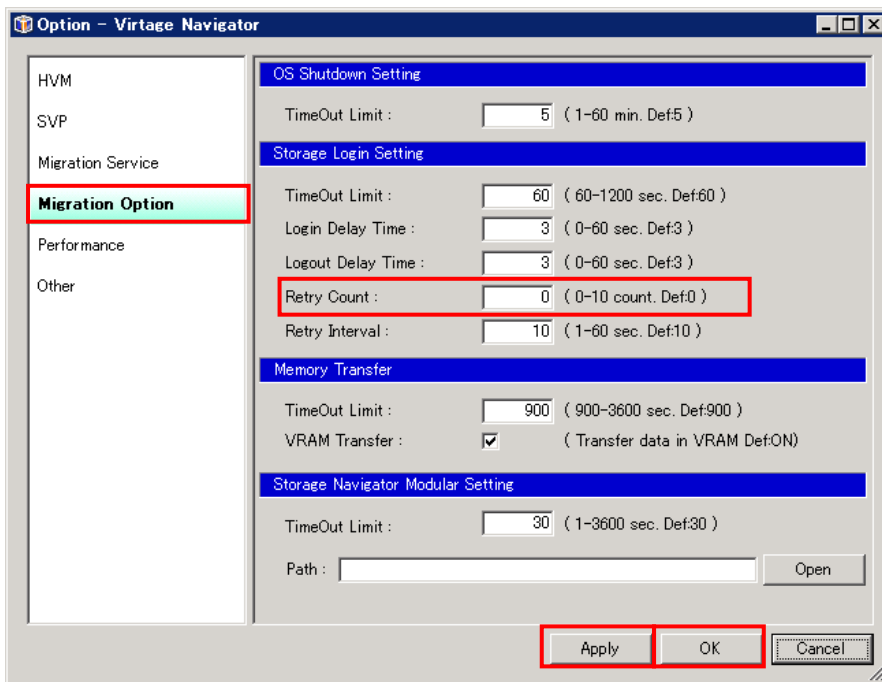 Option - Virtage Navigator
HVM
SVP
Migration Service
Migration Option
Performance
Other
OS Shutdown Setting
TimeOut Limit : 5 ( 1-60 min. Def:5 )
Storage Login Setting
TimeOut Limit : 60 ( 60-1200 sec. Def:60 )
Login Delay Time : 3 ( 0-60 sec. Def:3 )
Logout Delay Time : 3 ( 0-60 sec. Def:3 )
Retry Count : 0 ( 0-10 count. Def:0 )
Retry Interval : 10 ( 1-60 sec. Def:10 )
Memory Transfer
TimeOut Limit : 900 ( 900-3600 sec. Def:900 )
VRAM Transfer : ( Transfer data in VRAM Def:ON)
Storage Navigator Modular Setting
TimeOut Limit : 30 ( 1-3600 sec. Def:30 )
Path : Open
Apply OK Cancel